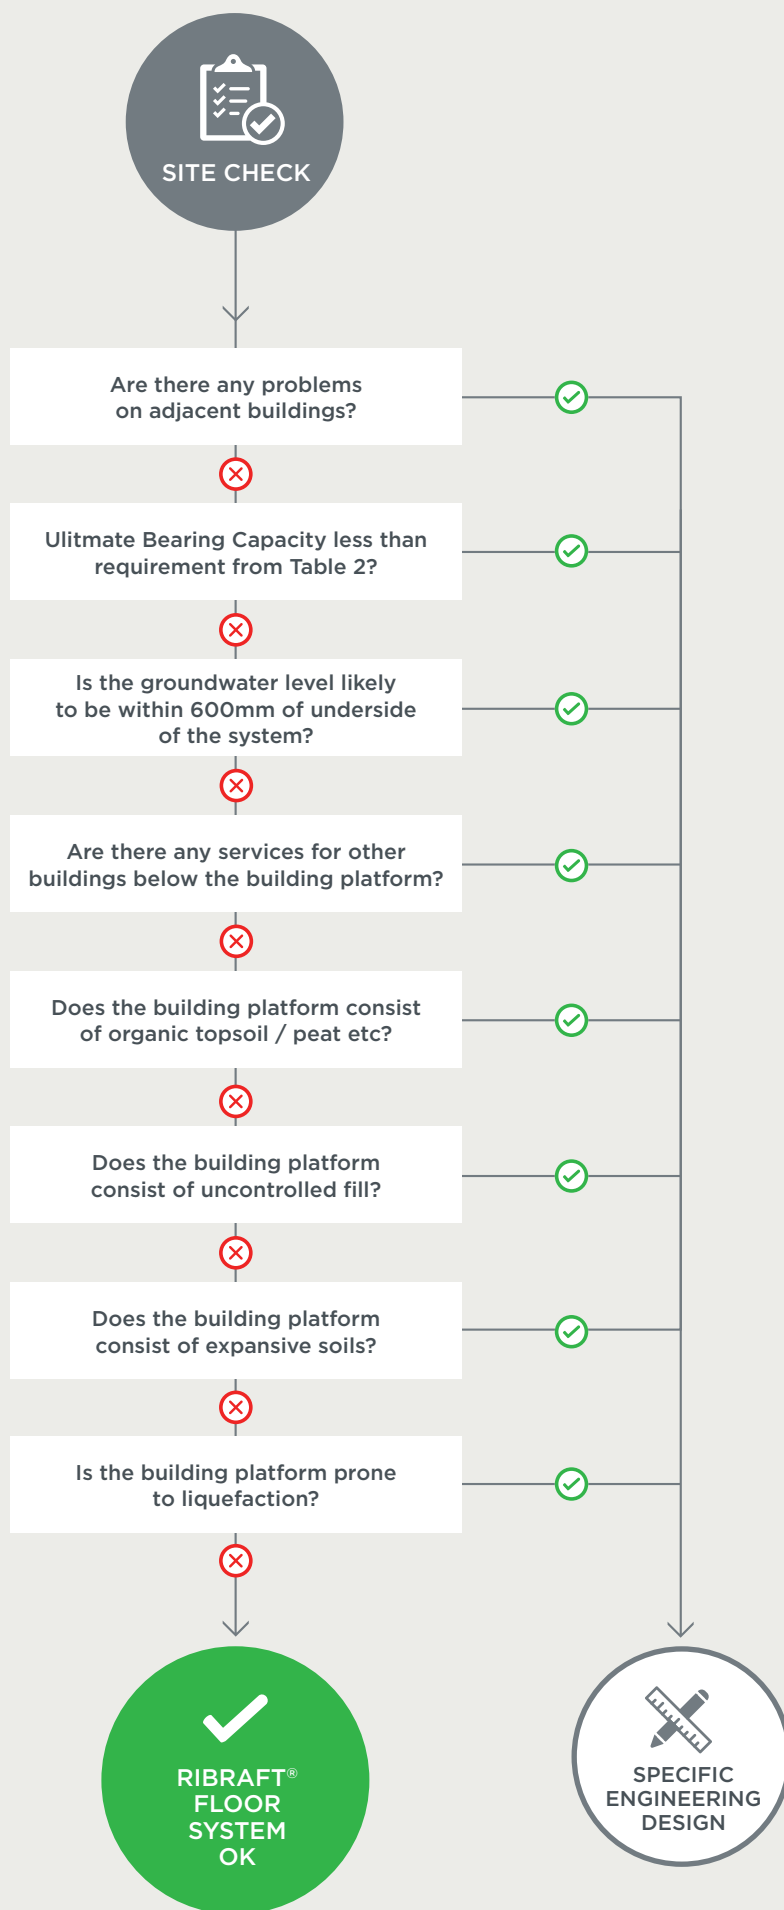 SITE CHECK
Are there any problems
on adjacent buildings?
Ulitmate Bearing Capacity less than
requirement from Table 2?
Is the groundwater level likely
to be within 600mm of underside
of the system?
Are there any services for other
buildings below the building platform?
Does the building platform consist
of organic topsoil / peat etc?
Does the building platform
consist of uncontrolled fill?
Does the building platform
consist of expansive soils?
Is the building platform prone
to liquefaction?
RIBRAFT®
FLOOR
SYSTEM
OK
SPECIFIC
ENGINEERING
DESIGN